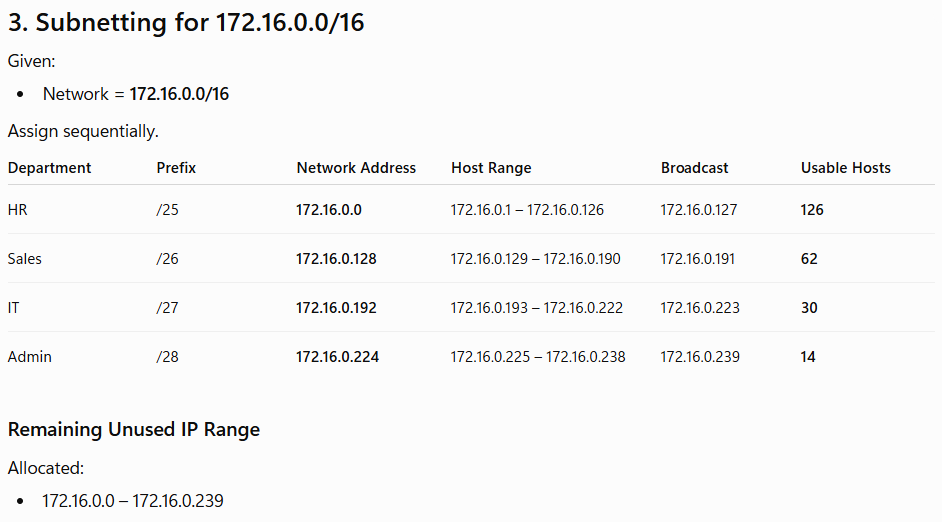 3. Subnetting for 172.16.0.0/16
Given:
• Network = 172.16.0.0/16
Assign sequentially.
Department Prefix Network Address Host Range Broadcast Usable Hosts
HR /25 172.16.0.0 172.16.0.1 – 172.16.0.126 172.16.0.127 126
Sales /26 172.16.0.128 172.16.0.129 – 172.16.0.190 172.16.0.191 62
IT /27 172.16.0.192 172.16.0.193 – 172.16.0.222 172.16.0.223 30
Admin /28 172.16.0.224 172.16.0.225 – 172.16.0.238 172.16.0.239 14
Remaining Unused IP Range
Allocated:
• 172.16.0.0 – 172.16.0.239